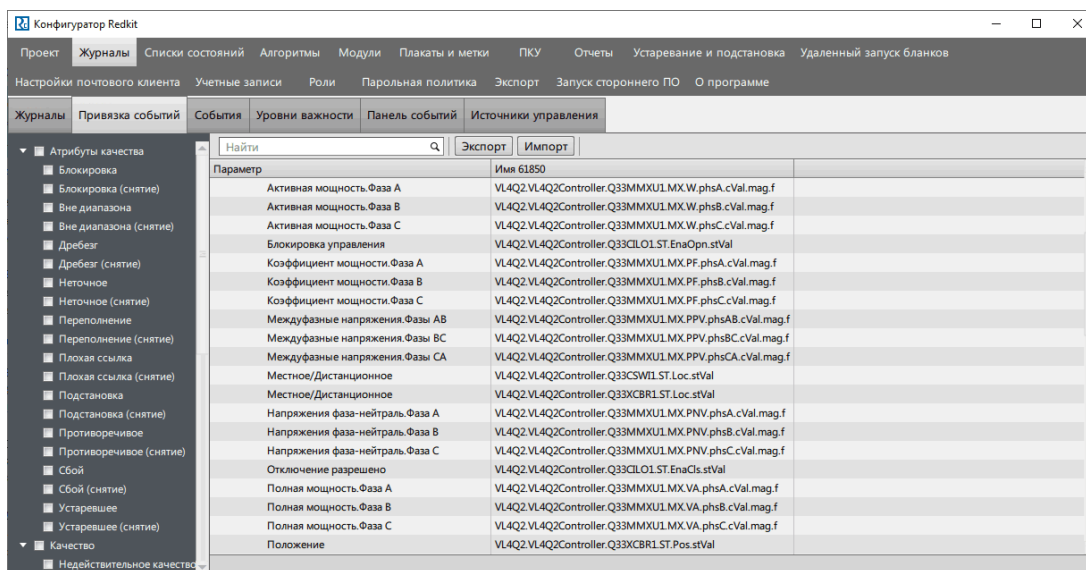 Конфигуратор Redkit
Проект Журналы Списки состояний Алгоритмы Модули Плакаты и метки ПКУ Отчеты Устаревание и подстановка Удаленный запуск бланков
Настройки почтового клиента Учетные записи Роли Парольная политика Экспорт Запуск стороннего ПО О программе
Журналы Привязка событий События Уровни важности Панель событий Источники управления
Найти Экспорт Импорт
Атрибуты качества
Блокировка
Блокировка (снятие)
Вне диапазона
Вне диапазона (снятие)
Дребезг
Дребезг (снятие)
Неточное
Неточное (снятие)
Переполнение
Переполнение (снятие)
Плохая ссылка
Плохая ссылка (снятие)
Подстановка
Подстановка (снятие)
Противоречивое
Противоречивое (снятие)
Сбой
Сбой (снятие)
Устаревшее
Устаревшее (снятие)
Качество
Недействительное качество
Параметр Имя 61850
Активная мощность.Фаза A VL4Q2.VL4Q2Controller.Q33MMXU1.MX.W.phsA.cVal.mag.f
Активная мощность.Фаза B VL4Q2.VL4Q2Controller.Q33MMXU1.MX.W.phsB.cVal.mag.f
Активная мощность.Фаза C VL4Q2.VL4Q2Controller.Q33MMXU1.MX.W.phsC.cVal.mag.f
Блокировка управления VL4Q2.VL4Q2Controller.Q33CILO1.ST.EnaOpn.stVal
Коэффициент мощности.Фаза A VL4Q2.VL4Q2Controller.Q33MMXU1.MX.PF.phsA.cVal.mag.f
Коэффициент мощности.Фаза B VL4Q2.VL4Q2Controller.Q33MMXU1.MX.PF.phsB.cVal.mag.f
Коэффициент мощности.Фаза C VL4Q2.VL4Q2Controller.Q33MMXU1.MX.PF.phsC.cVal.mag.f
Междуфазные напряжения.Фазы AB VL4Q2.VL4Q2Controller.Q33MMXU1.MX.PPV.phsAB.cVal.mag.f
Междуфазные напряжения.Фазы BC VL4Q2.VL4Q2Controller.Q33MMXU1.MX.PPV.phsBC.cVal.mag.f
Междуфазные напряжения.Фазы CA VL4Q2.VL4Q2Controller.Q33MMXU1.MX.PPV.phsCA.cVal.mag.f
Местное/Дистанционное VL4Q2.VL4Q2Controller.Q33CSWI1.ST.Loc.stVal
Местное/Дистанционное VL4Q2.VL4Q2Controller.Q33XCBR1.ST.Loc.stVal
Напряжения фаза-нейтраль.Фаза A VL4Q2.VL4Q2Controller.Q33MMXU1.MX.PNV.phsA.cVal.mag.f
Напряжения фаза-нейтраль.Фаза B VL4Q2.VL4Q2Controller.Q33MMXU1.MX.PNV.phsB.cVal.mag.f
Напряжения фаза-нейтраль.Фаза C VL4Q2.VL4Q2Controller.Q33MMXU1.MX.PNV.phsC.cVal.mag.f
Отключение разрешено VL4Q2.VL4Q2Controller.Q33CILO1.ST.EnaCls.stVal
Полная мощность.Фаза A VL4Q2.VL4Q2Controller.Q33MMXU1.MX.VA.phsA.cVal.mag.f
Полная мощность.Фаза B VL4Q2.VL4Q2Controller.Q33MMXU1.MX.VA.phsB.cVal.mag.f
Полная мощность.Фаза C VL4Q2.VL4Q2Controller.Q33MMXU1.MX.VA.phsC.cVal.mag.f
Положение VL4Q2.VL4Q2Controller.Q33XCBR1.ST.Pos.stVal